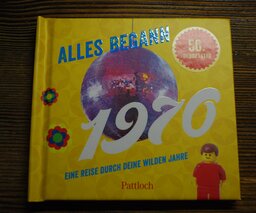 ALLES BEGANN
50.
1970
EINE REISE DURCH DEINE WILDEN JAHRE
Pattloch